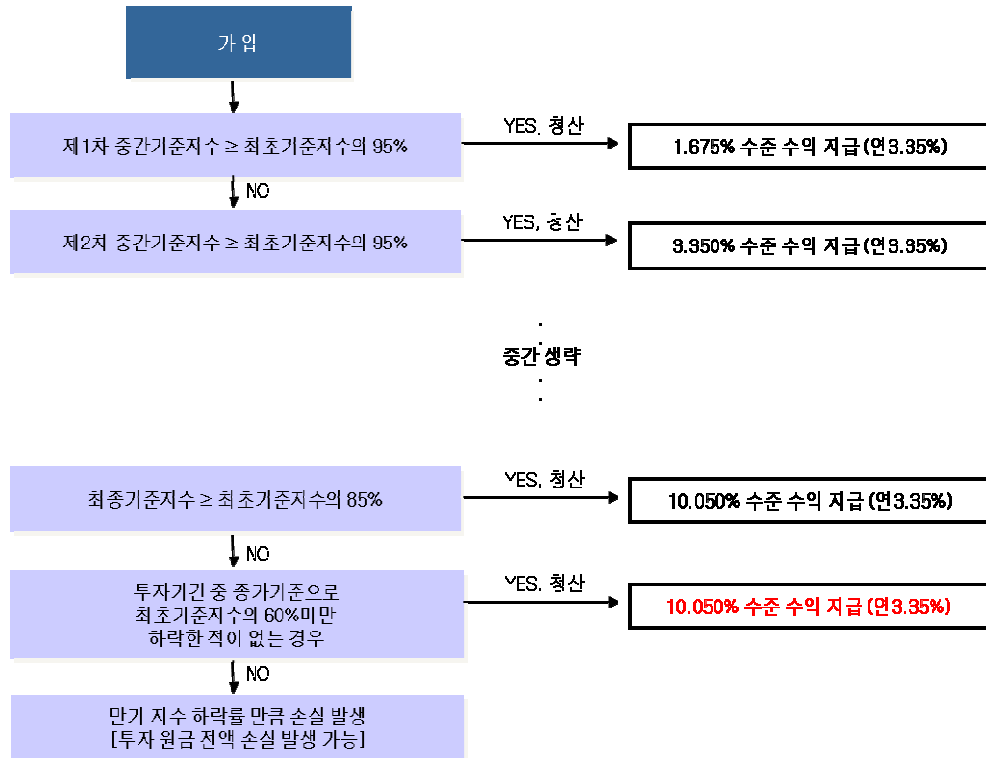 가 입
제1차 중간기준지수 ≥ 최초기준지수의 95%
YES, 청산
1.675% 수준 수익 지급(연3.35%)
NO
제2차 중간기준지수 ≥ 최초기준지수의 95%
YES, 청산
3.350% 수준 수익 지급(연3.35%)
중간 생략
최종기준지수 ≥ 최초기준지수의 85%
YES, 청산
10.050% 수준 수익 지급(연3.35%)
NO
투자기간 중 종가기준으로
최초기준지수의 60%미만
하락한 적이 없는 경우
YES, 청산
10.050% 수준 수익 지급(연3.35%)
NO
만기 지수 하락률 만큼 손실 발생
[투자 원금 전액 손실 발생 가능]